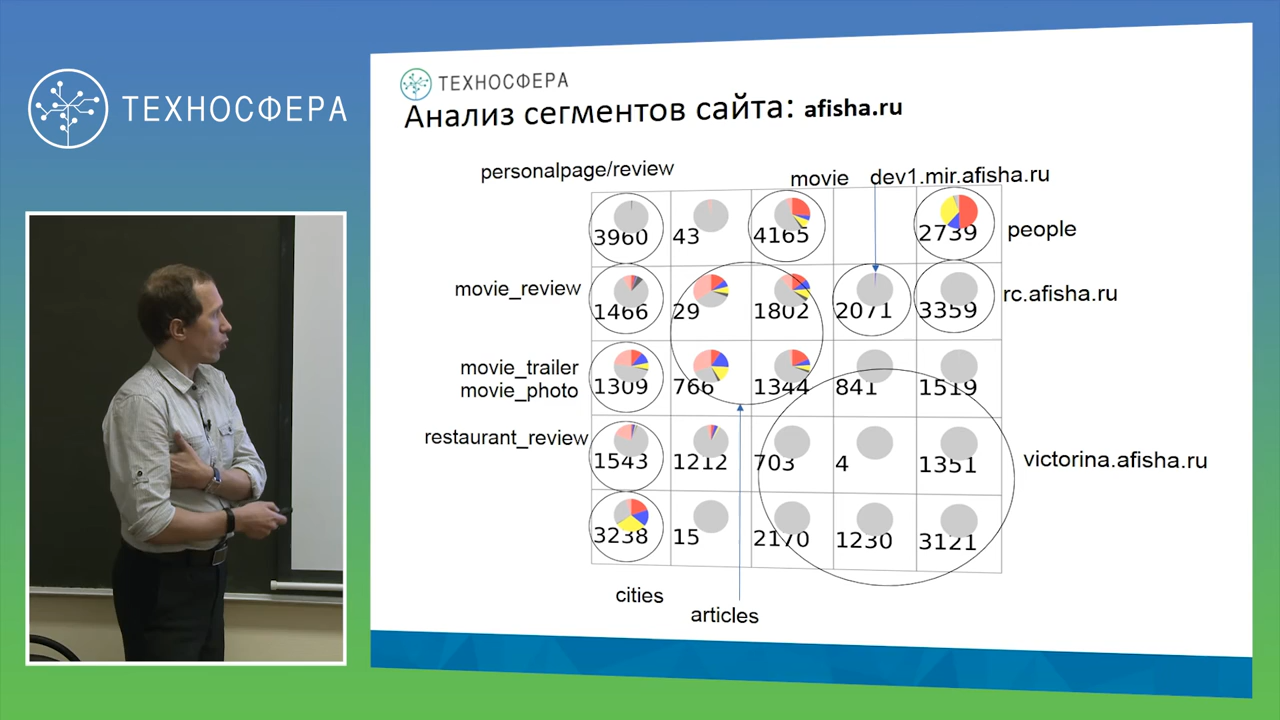 ТЕХНОСФЕРА
ТЕХНОСФЕРА
Анализ сегментов сайта: afisha.ru
personalpage/review
movie
dev1.mir.afisha.ru
3960 43 4165 2739
people
movie_review
1466 29 1802 2071 3359
rc.afisha.ru
movie_trailer
movie_photo
1309 766 1344 841 1519
restaurant_review
1543 1212 703 4 1351
victorina.afisha.ru
3238 15 2170 1230 3121
cities
articles